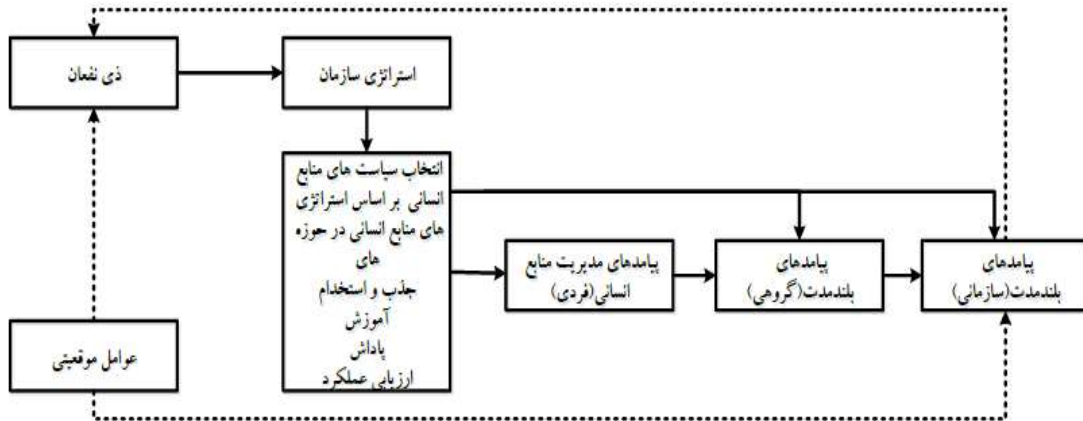 ذی نفعان
استراتژی سازمان
انتخاب سیاست های منابع
انسانی بر اساس استراتژی
های منابع انسانی در حوزه
های
جذب و استخدام
آموزش
پاداش
ارزیابی عملکرد
پیامدهای مدیریت منابع
انسانی(فردی)
پیامدهای
بلندمدت(گروهی)
پیامدهای
بلندمدت(سازمانی)
عوامل موقعیتی